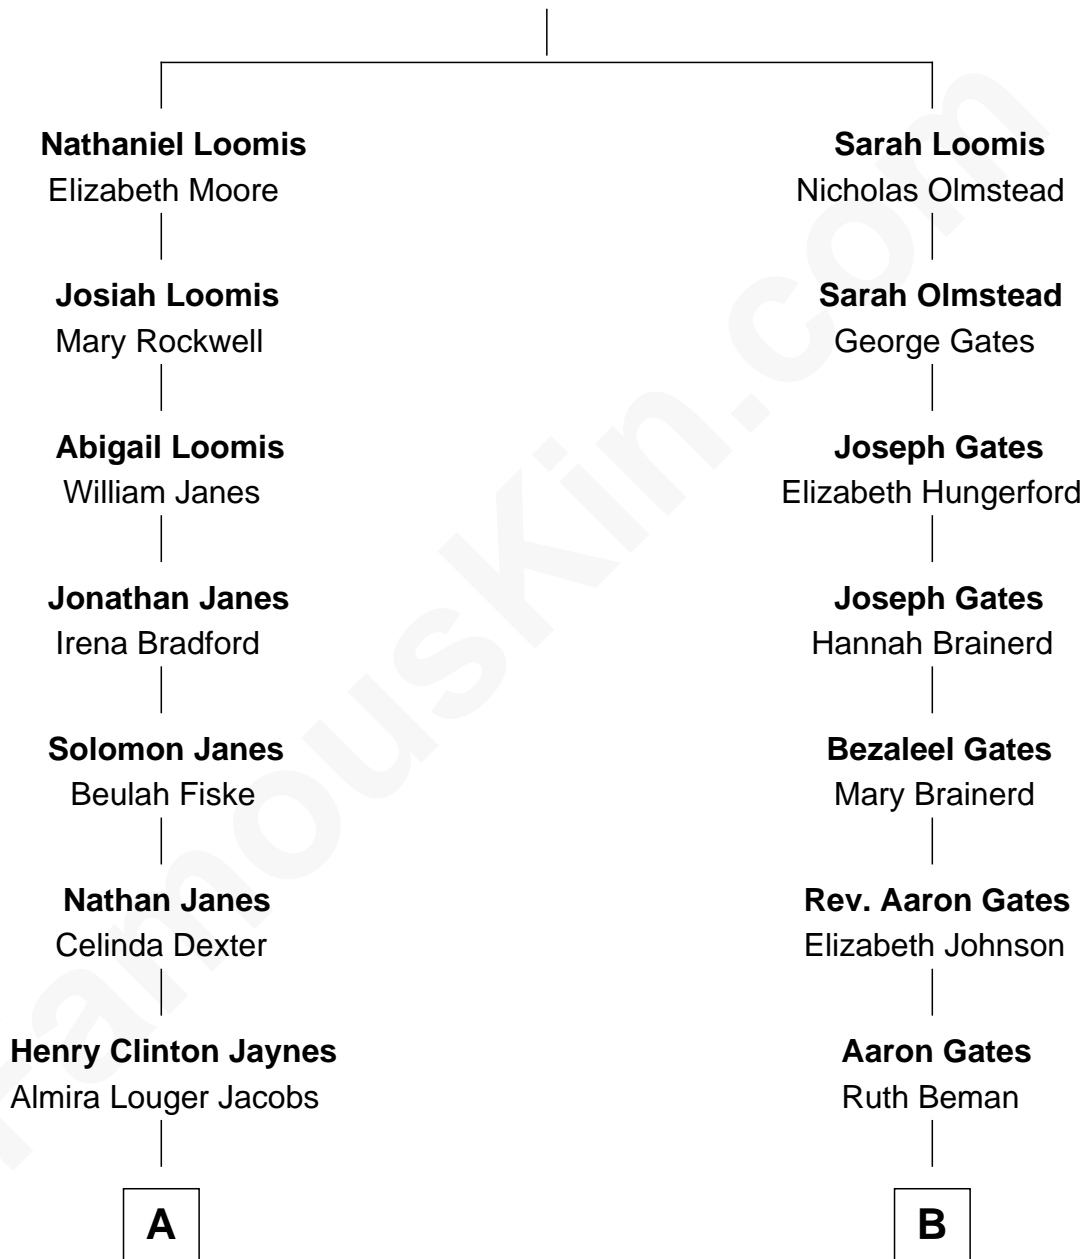 Nathaniel Loomis
Elizabeth Moore
Josiah Loomis
Mary Rockwell
Abigail Loomis
William Janes
Jonathan Janes
Irena Bradford
Solomon Janes
Beulah Fiske
Nathan Janes
Celinda Dexter
Henry Clinton Jaynes
Almira Louger Jacobs
A
Sarah Loomis
Nicholas Olmstead
Sarah Olmstead
George Gates
Joseph Gates
Elizabeth Hungerford
Joseph Gates
Hannah Brainerd
Bezaleel Gates
Mary Brainerd
Rev. Aaron Gates
Elizabeth Johnson
Aaron Gates
Ruth Beman
B
FamousKin.com